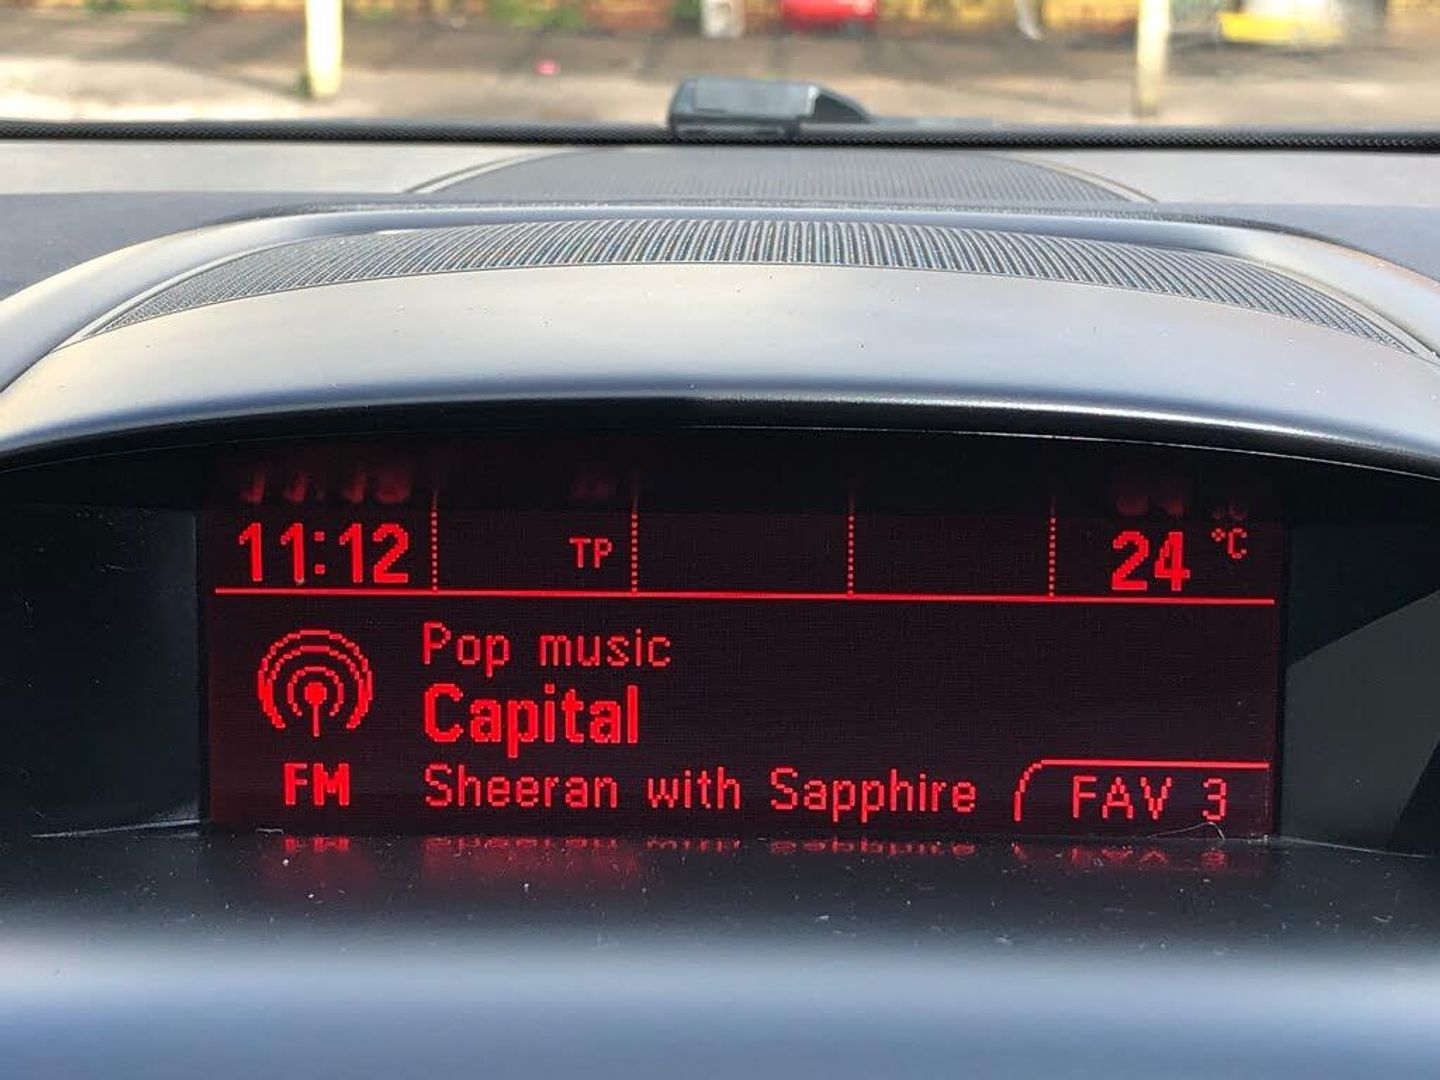 11:12 TP 24 °C
Pop music
Capital
FM Sheeran with Sapphire FAV 3